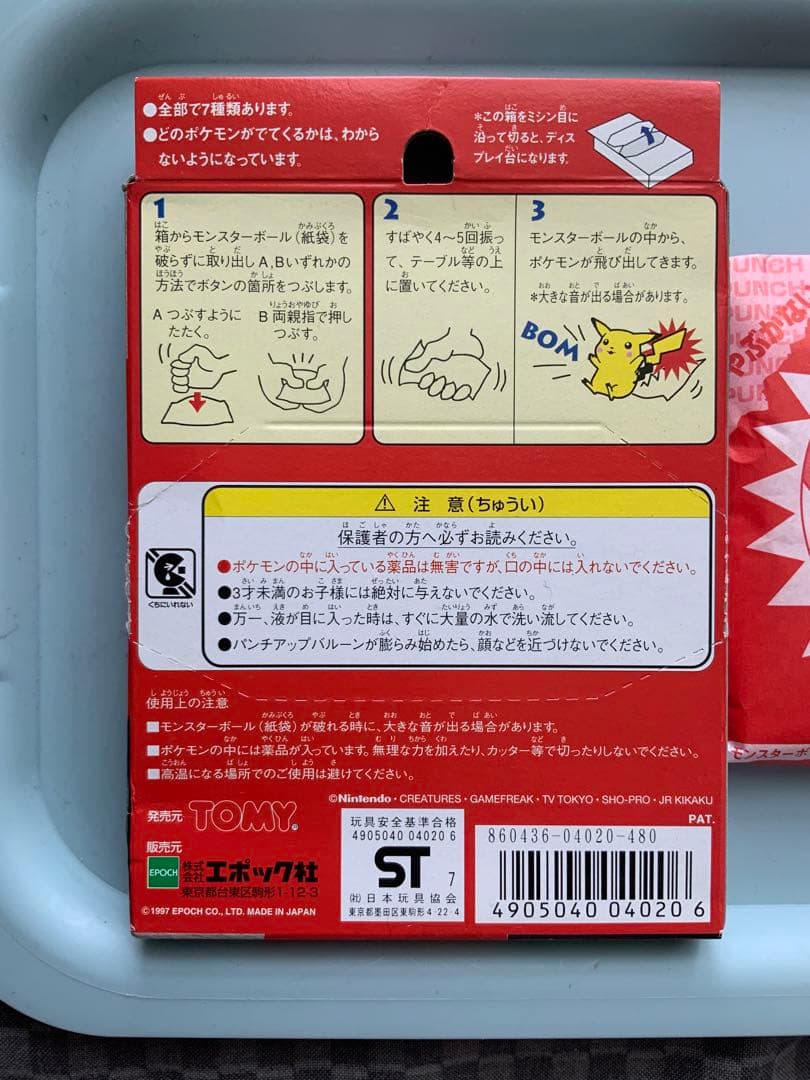 ●全部で7種類あります。
●どのポケモンがでてくるかは、わから
ないようになっています。
*この箱をミシン目に
沿って切ると、ディス
プレイ台になります。
1
箱からモンスターボール(紙袋)を
破らずに取り出しA,Bいずれかの
方法でボタンの箇所をつぶします。
A つぶすように
たたく。
B 両親指で押し
つぶす。
2
すばやく4〜5回振っ
て、テーブル等の上
に置いてください。
3
モンスターボールの中から、
ポケモンが飛び出してきます。
*大きな音が出る場合があります。
BOM
⚠ 注 意(ちゅうい)
保護者の方へ必ずお読みください。
●ポケモンの中に入っている薬品は無害ですが、口の中には入れないでください。
●3才未満のお子様には絶対に与えないでください。
●万一、液が目に入った時は、すぐに大量の水で洗い流してください。
●パンチアップバルーンが膨らみ始めたら、顔などを近づけないでください。
くちにいれない
使用上の注意
■モンスターボール(紙袋)が破れる時に、大きな音が出る場合があります。
■ポケモンの中には薬品が入っています。無理な力を加えたり、カッター等で切ったりしないでください。
■高温になる場所でのご使用は避けてください。
©Nintendo・CREATURES・GAMEFREAK・TV TOKYO・SHO-PRO・JR KIKAKU
PAT.
発売元 TOMY
販売元
EPOCH 株式会社エポック社
東京都台東区駒形1-12-3
©1997 EPOCH CO., LTD. MADE IN JAPAN
玩具安全基準合格
4905040 04020 6
ST 7
(社)日本玩具協会
東京都墨田区東駒形4-22-4
860436-04020-480
4905040 040206
PUNCH
PUNCH
やぶかな
モンスターボ